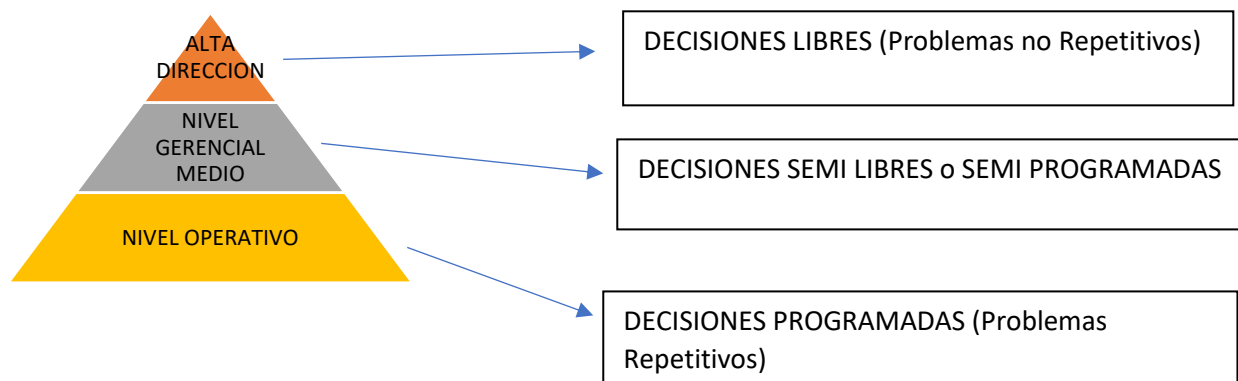 ALTA
DIRECCION
DECISIONES LIBRES (Problemas no Repetitivos)
NIVEL
GERENCIAL
MEDIO
DECISIONES SEMI LIBRES o SEMI PROGRAMADAS
NIVEL OPERATIVO
DECISIONES PROGRAMADAS (Problemas
Repetitivos)